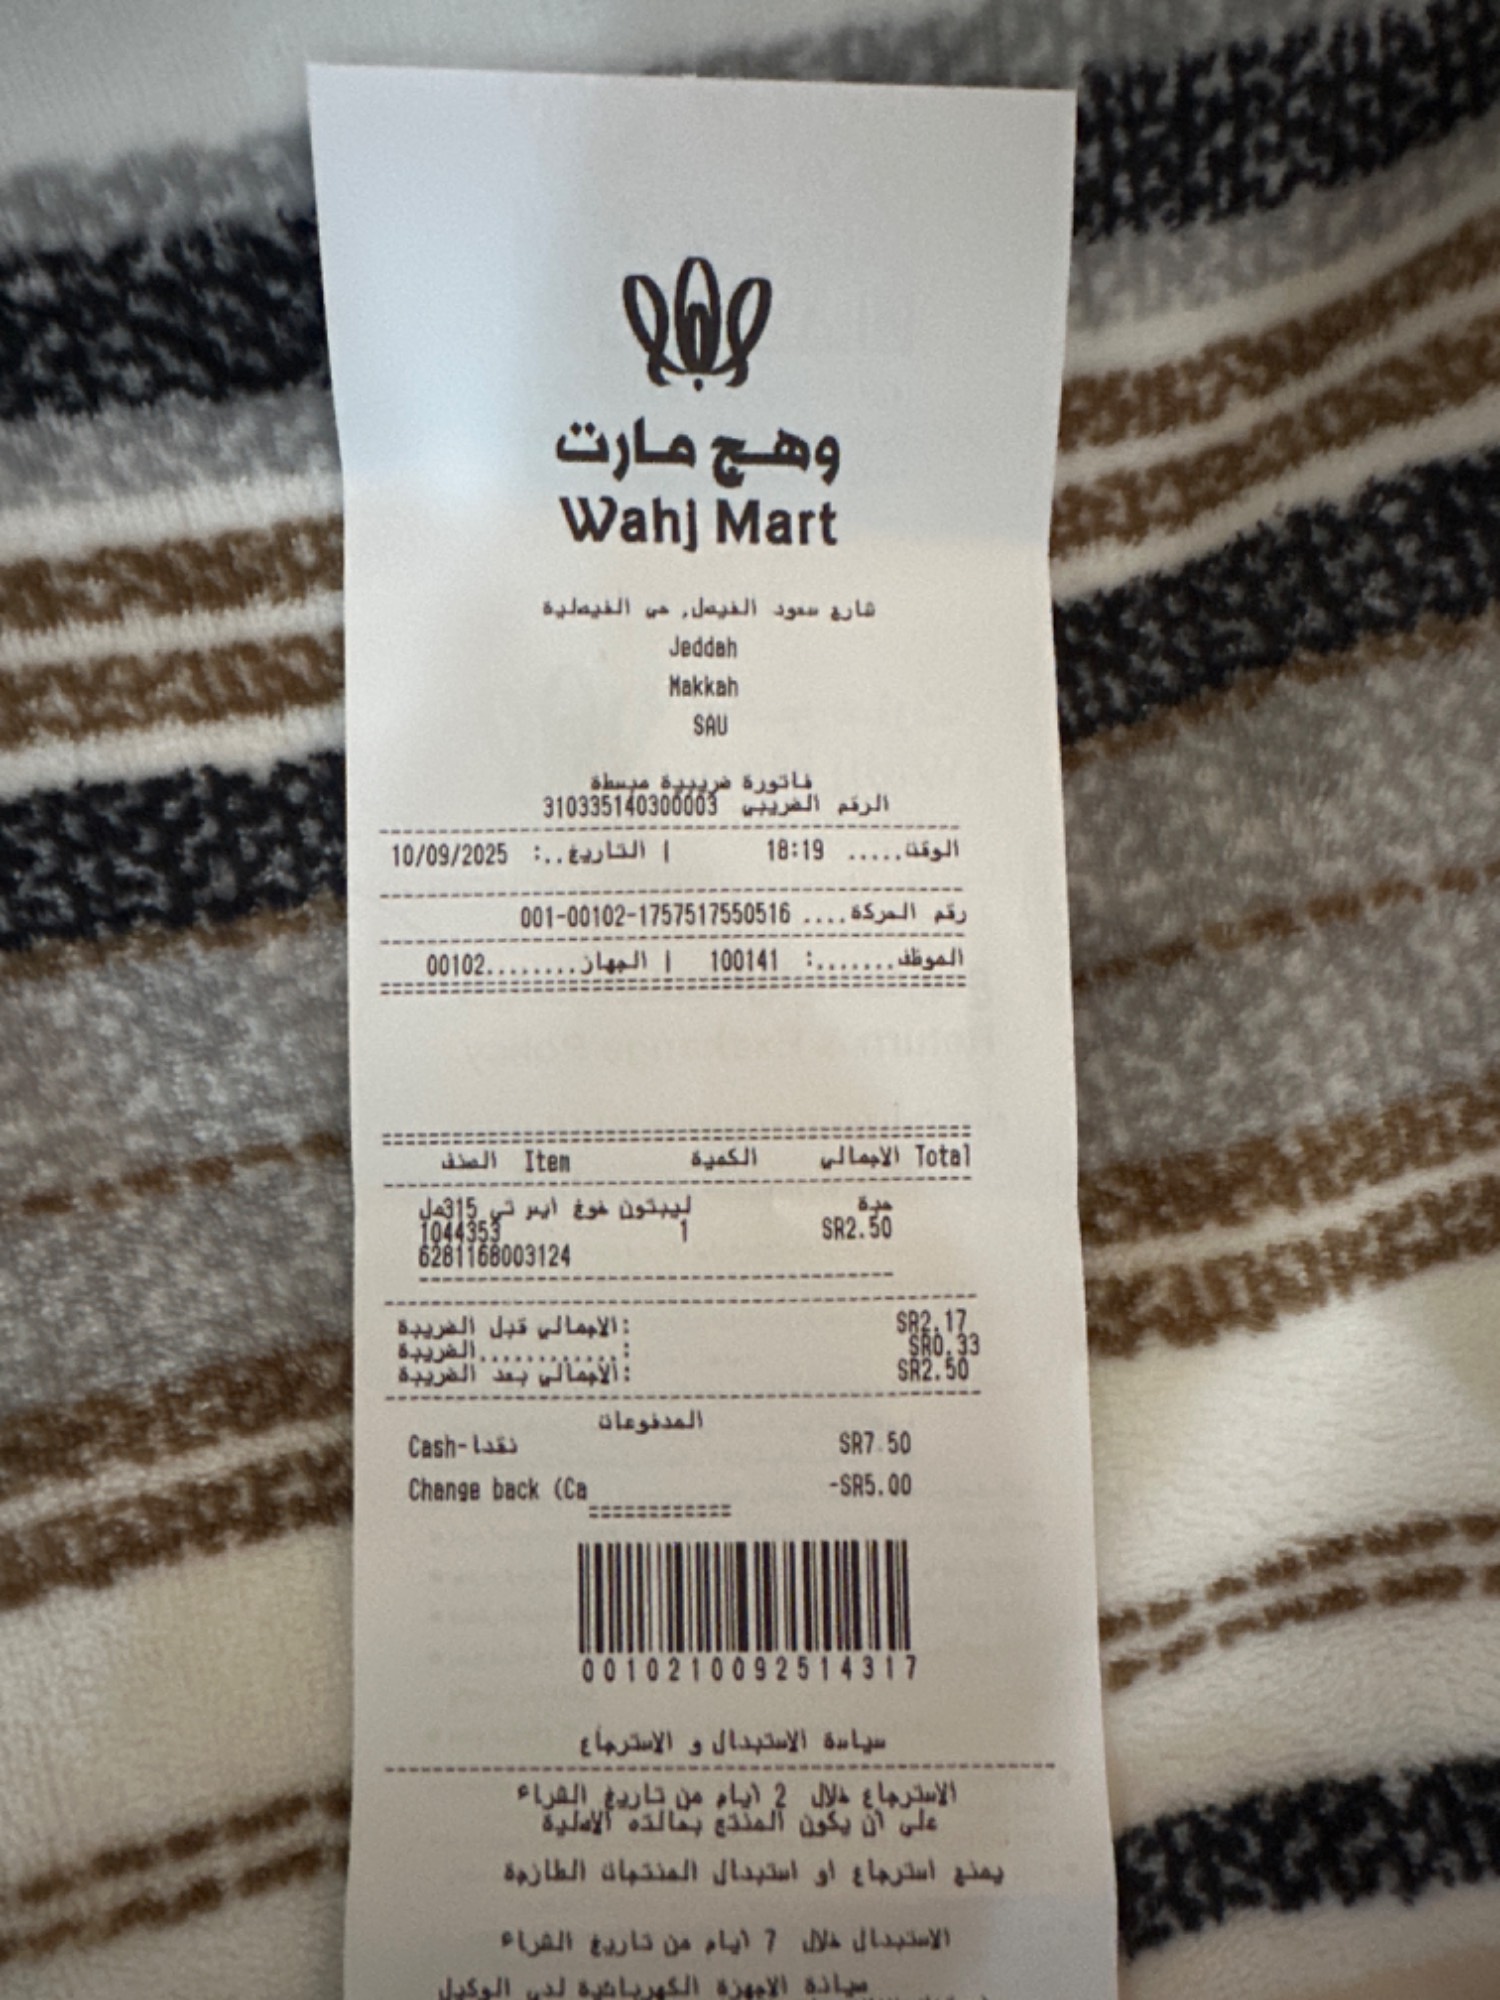 وهج مارت
Wahj Mart
شارع سعود الفيصل, حي الفيصلية
Jeddah
Makkah
SAU
فاتورة ضريبية مبسطة
الرقم الضريبي 310335140300003
الوقت..... 18:19 | التاريخ..: 10/09/2025
رقم الحركة.... 001-00102-1757517550516
الموظف.......: 100141 | الجهاز........00102
الصنف Item الكمية الاجمالي Total
ليبتون خوخ ايس تي 315مل حبة
1044353 1 SR2.50
6281168003124
الاجمالي قبل الضريبة: SR2.17
الضريبة............: SR0.33
الاجمالي بعد الضريبة: SR2.50
المدفوعات
Cash-نقدا SR7.50
Change back (Ca -SR5.00
0010210092514317
سياسة الاستبدال و الاسترجاع
الاسترجاع خلال 2 ايام من تاريخ الشراء
على ان يكون المنتج بحالته الاصلية
يمنع استرجاع او استبدال المنتجات الطازجة
الاستبدال خلال 7 ايام من تاريخ الشراء
صيانة الاجهزة الكهربائية لدى الوكيل